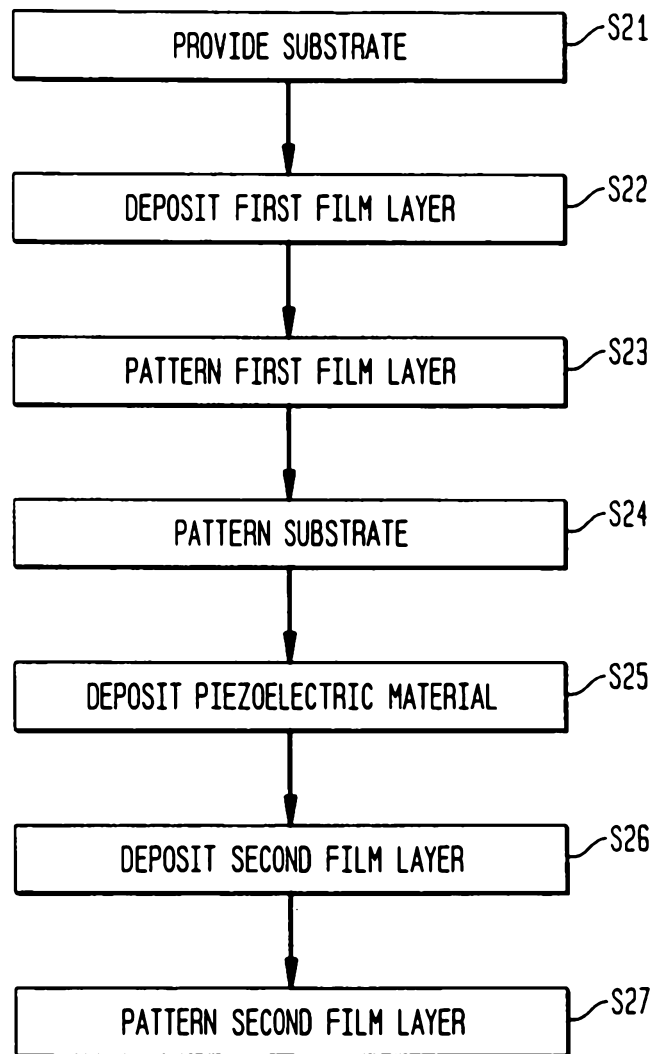 PROVIDE SUBSTRATE S21
DEPOSIT FIRST FILM LAYER S22
PATTERN FIRST FILM LAYER S23
PATTERN SUBSTRATE S24
DEPOSIT PIEZOELECTRIC MATERIAL S25
DEPOSIT SECOND FILM LAYER S26
PATTERN SECOND FILM LAYER S27